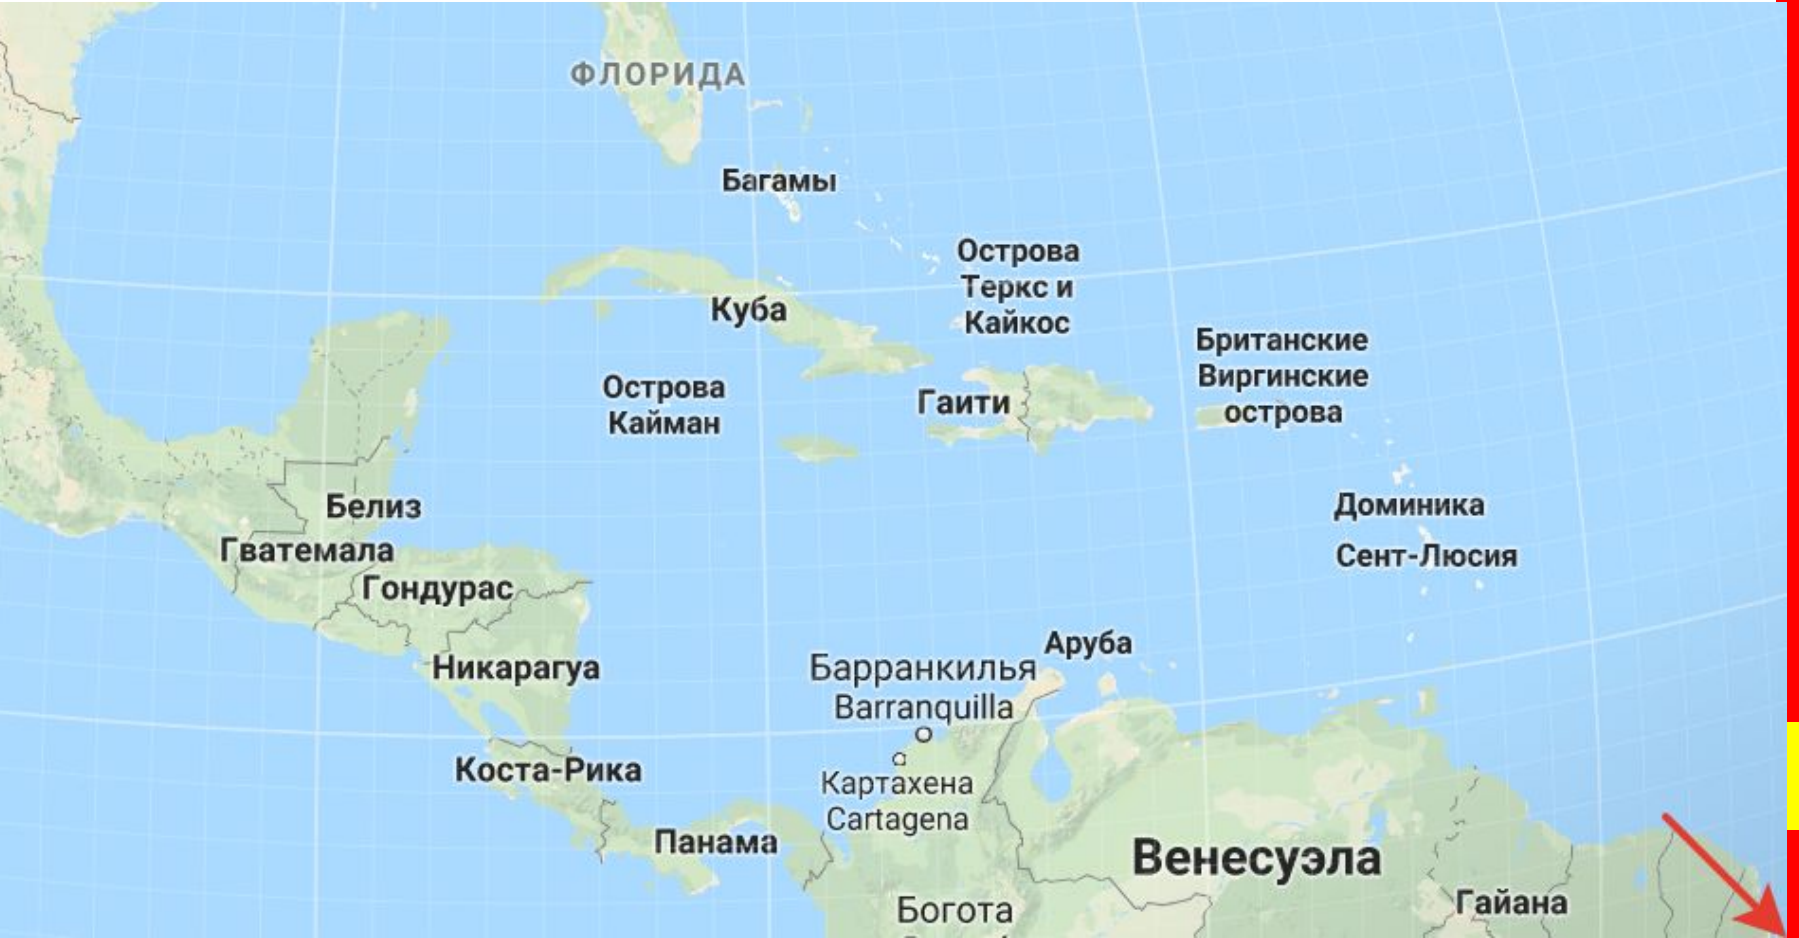 ФЛОРИДА
Багамы
Острова
Теркс и
Кайкос
Куба
Британские
Виргинские
острова
Острова
Кайман
Гаити
Белиз
Доминика
Гватемала
Сент-Люсия
Гондурас
Аруба
Никарагуа
Барранкилья
Barranquilla
Коста-Рика
Картахена
Cartagena
Панама
Венесуэла
Гайана
Богота